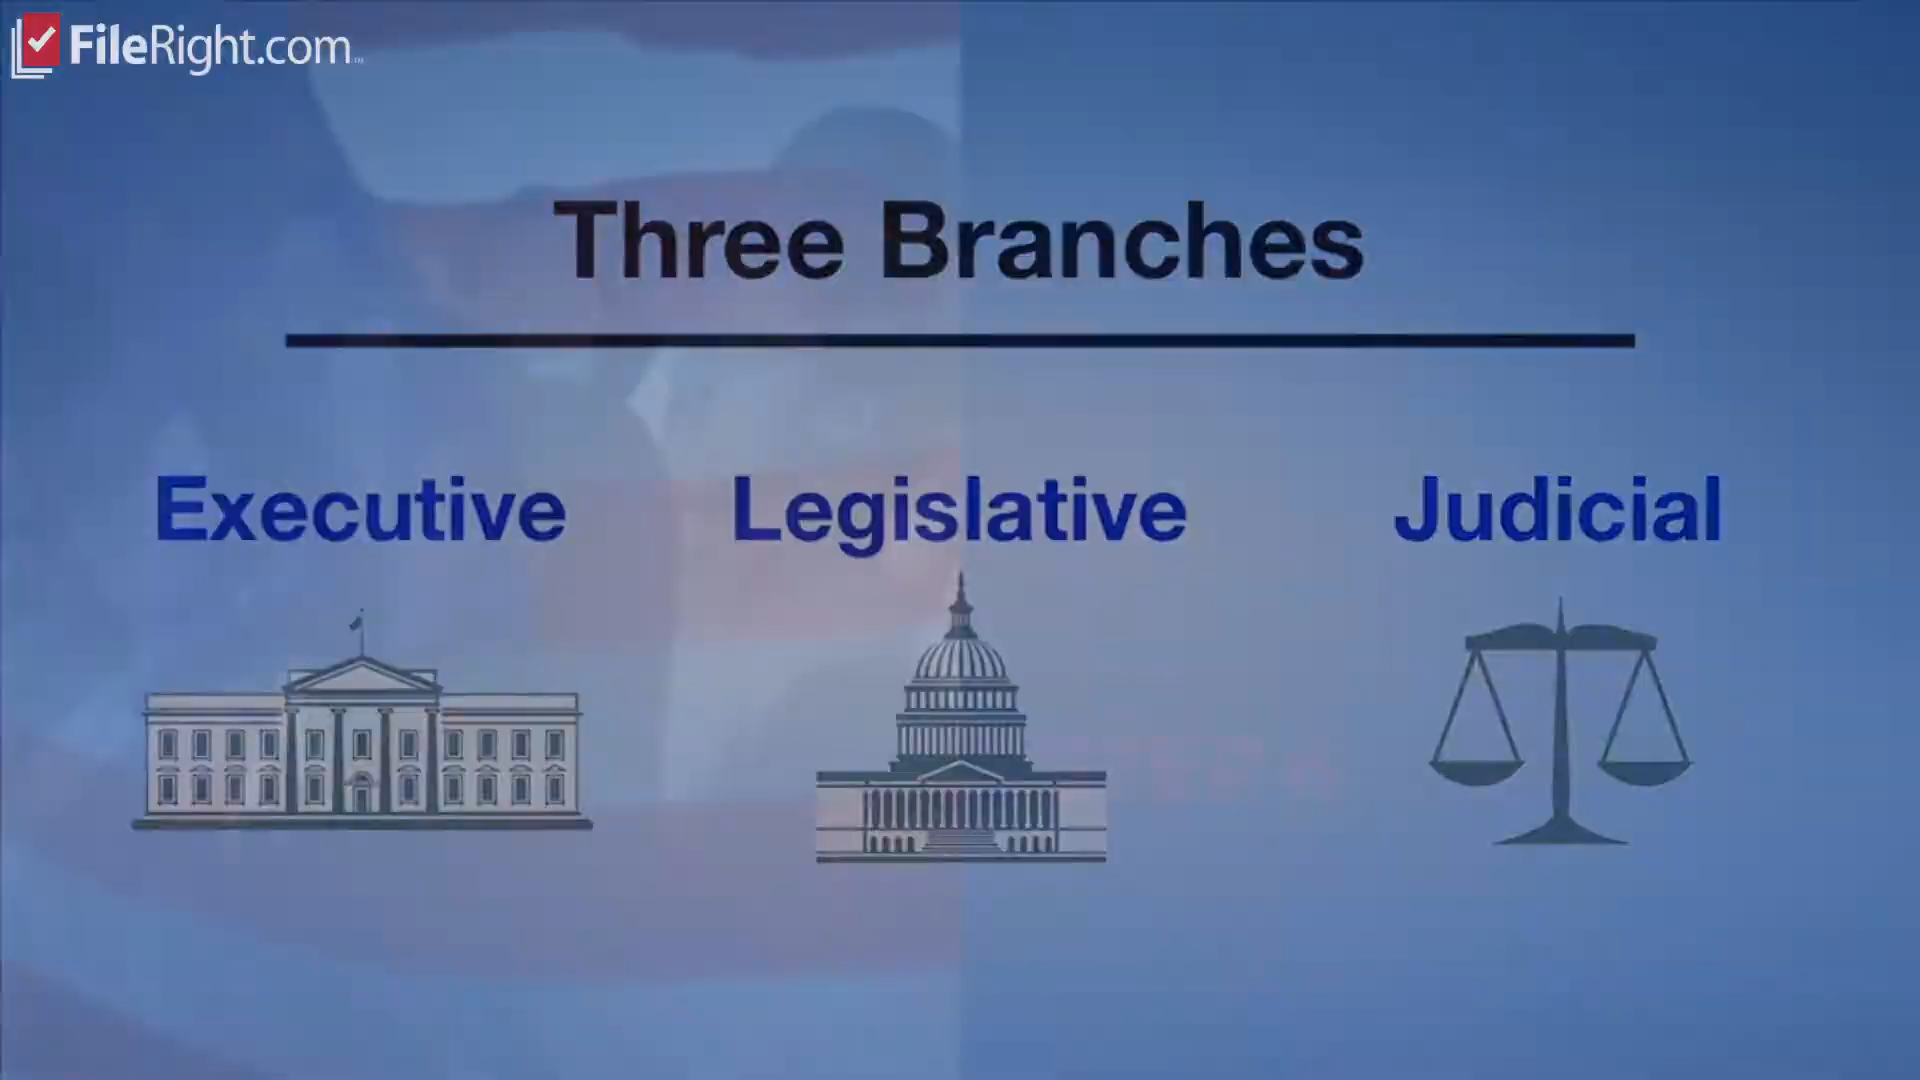 FileRight.com
Three Branches
Executive
Legislative
Judicial